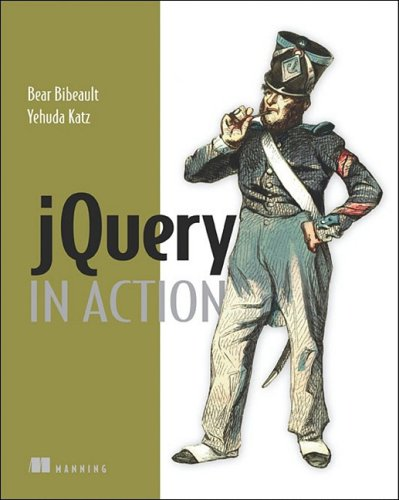 Bear Bibeault
Yehuda Katz
jQuery
IN ACTION
MANNING